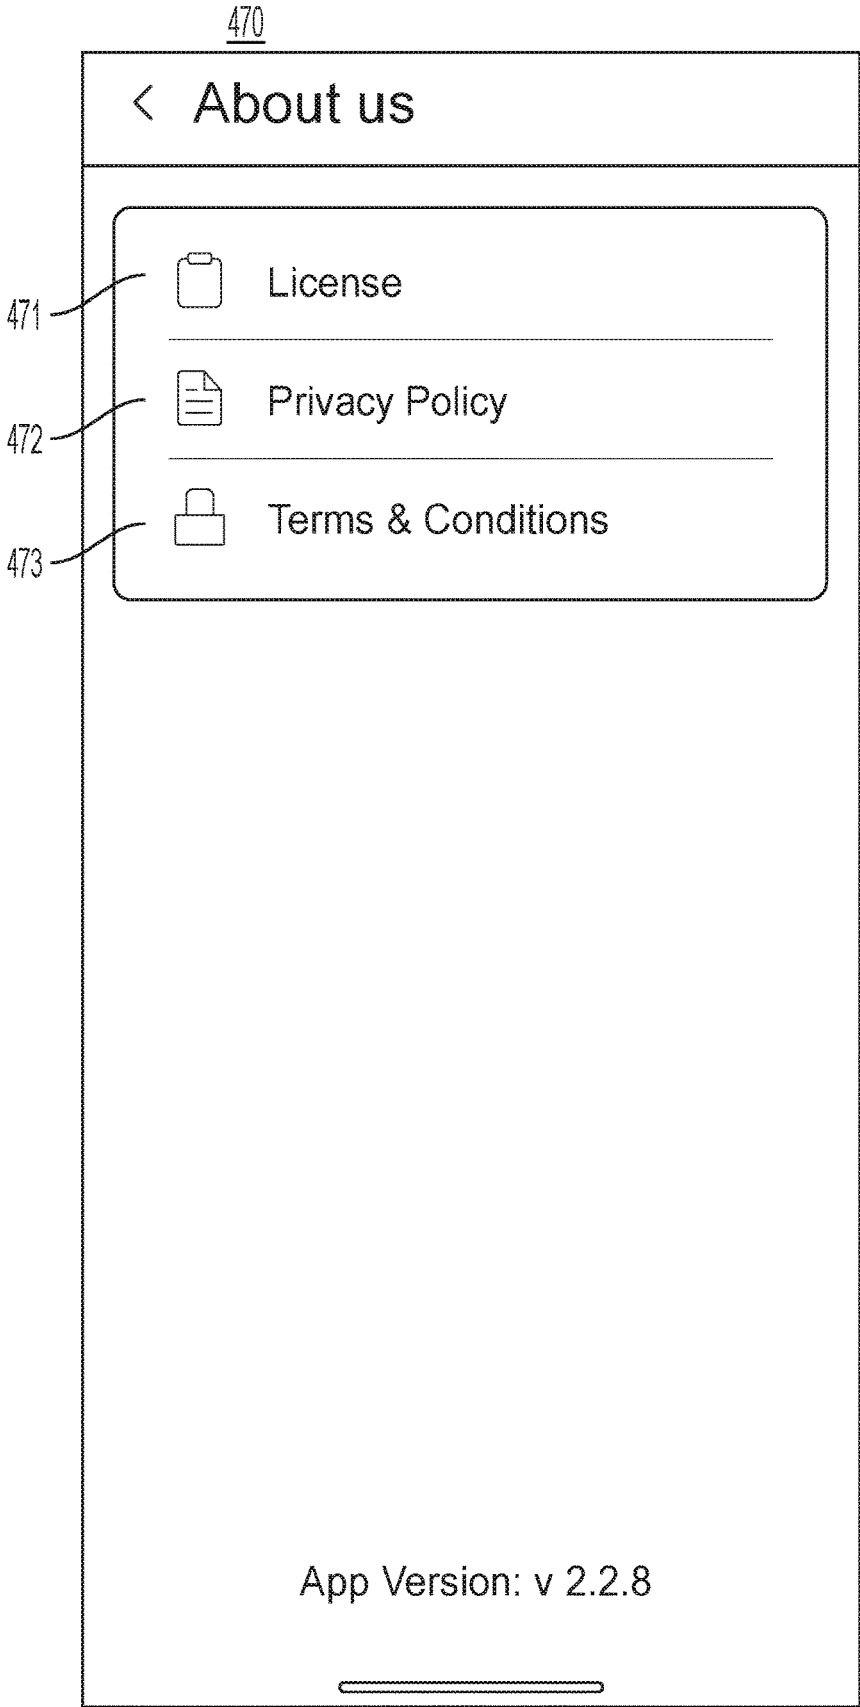 470
< About us
471
License
472
Privacy Policy
473
Terms & Conditions
App Version: v 2.2.8